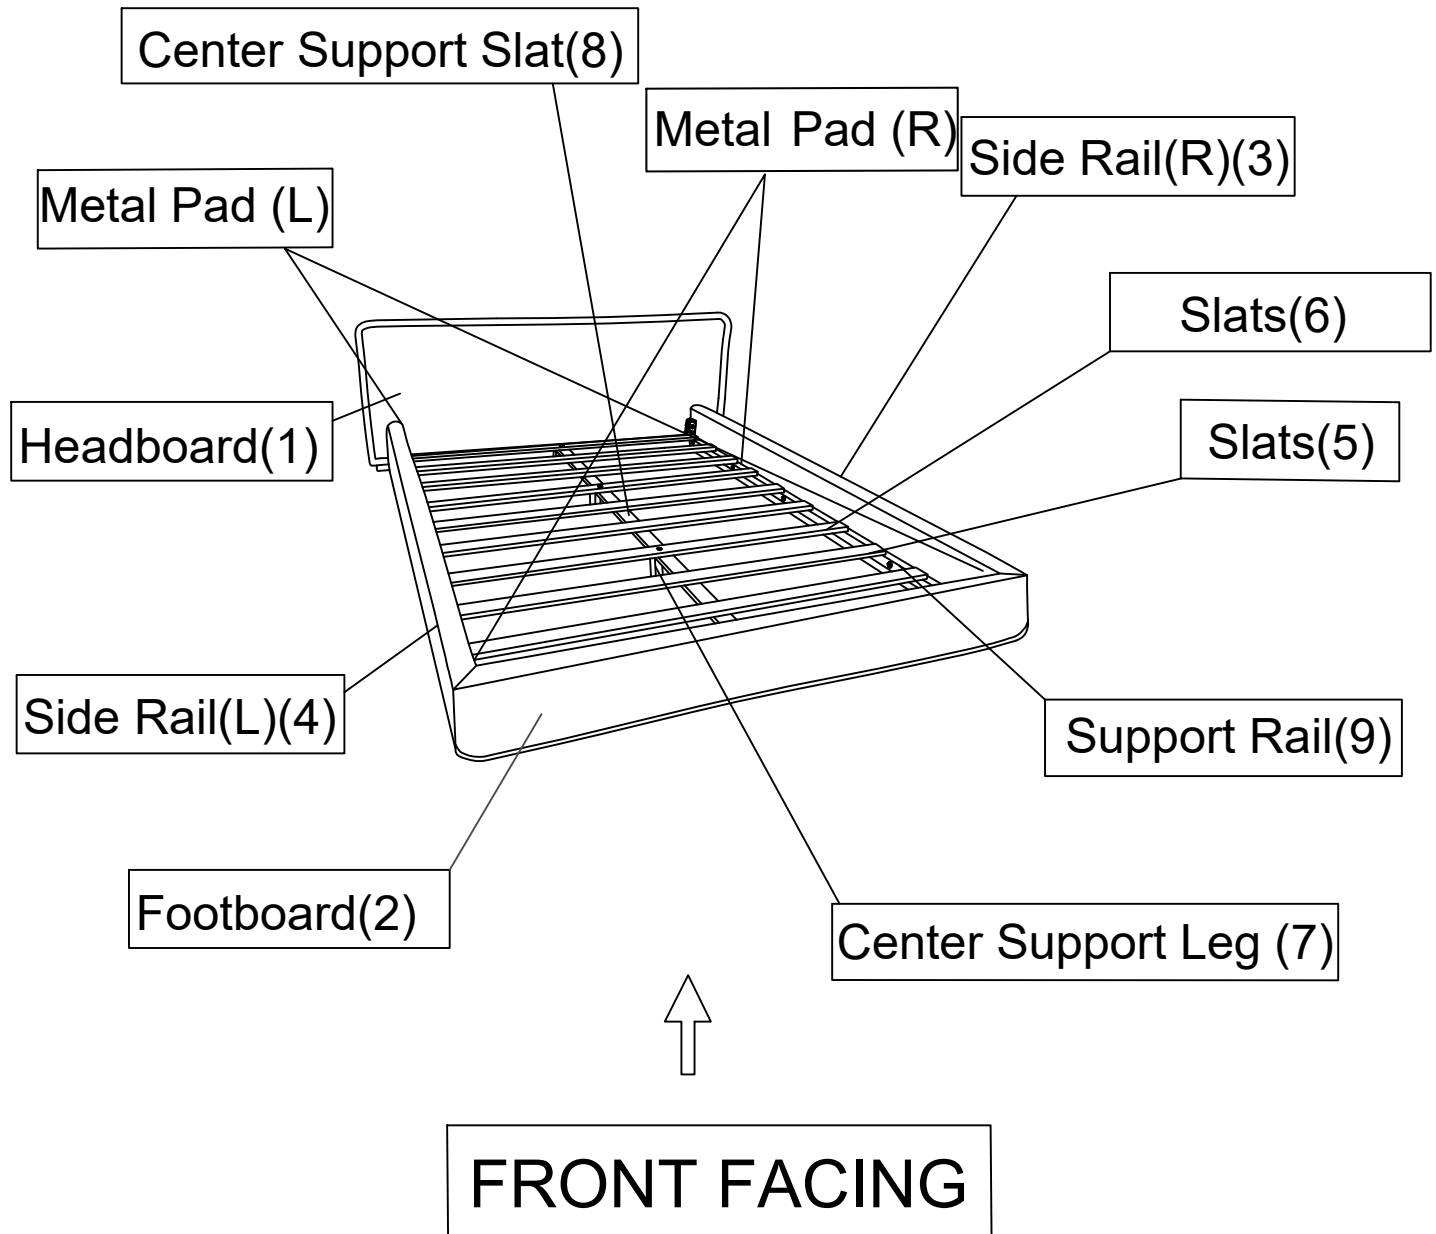 Center Support Slat(8)
Metal Pad (R)
Side Rail(R)(3)
Metal Pad (L)
Slats(6)
Headboard(1)
Slats(5)
Side Rail(L)(4)
Support Rail(9)
Footboard(2)
Center Support Leg (7)
FRONT FACING